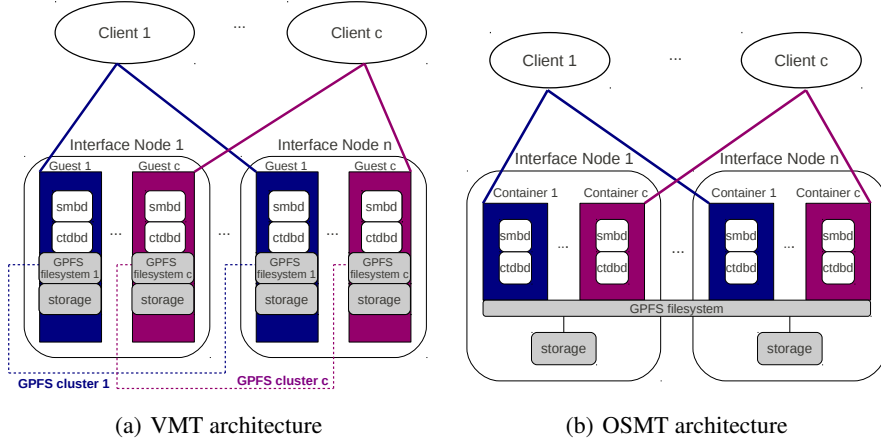 Client 1
...
Client c
Interface Node 1
Interface Node n
Guest 1
Guest c
Guest 1
Guest c
smbd
smbd
smbd
smbd
ctdbd
...
ctdbd
...
ctdbd
...
ctdbd
GPFS
filesystem 1
GPFS
filesystem c
GPFS
filesystem 1
GPFS
filesystem c
storage
storage
storage
storage
GPFS cluster 1
GPFS cluster c
(a) VMT architecture
Client 1
...
Client c
Interface Node 1
Interface Node n
Container 1
Container c
Container 1
Container c
smbd
smbd
smbd
smbd
...
...
...
ctdbd
ctdbd
ctdbd
ctdbd
GPFS filesystem
storage
storage
(b) OSMT architecture